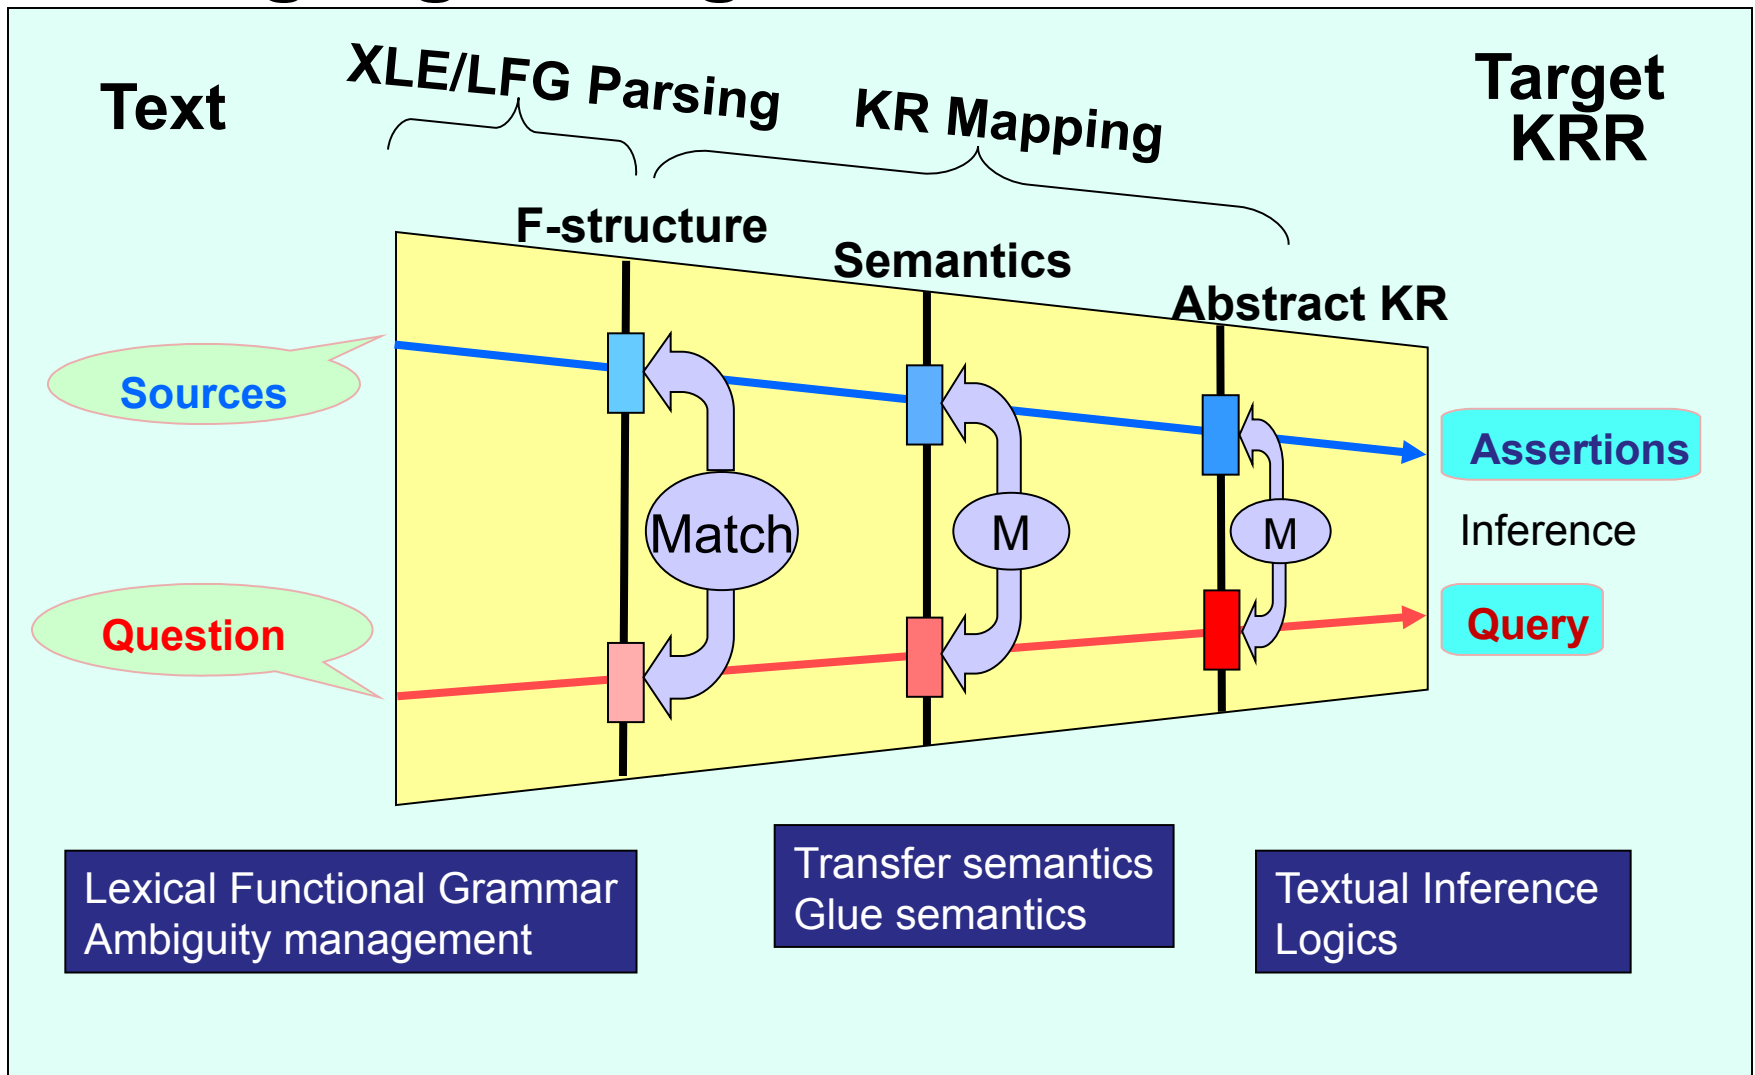 Text
XLE/LFG Parsing
KR Mapping
Target
KRR
F-structure
Semantics
Abstract KR
Sources
Assertions
Match
M
M
Inference
Question
Query
Lexical Functional Grammar
Ambiguity management
Transfer semantics
Glue semantics
Textual Inference
Logics